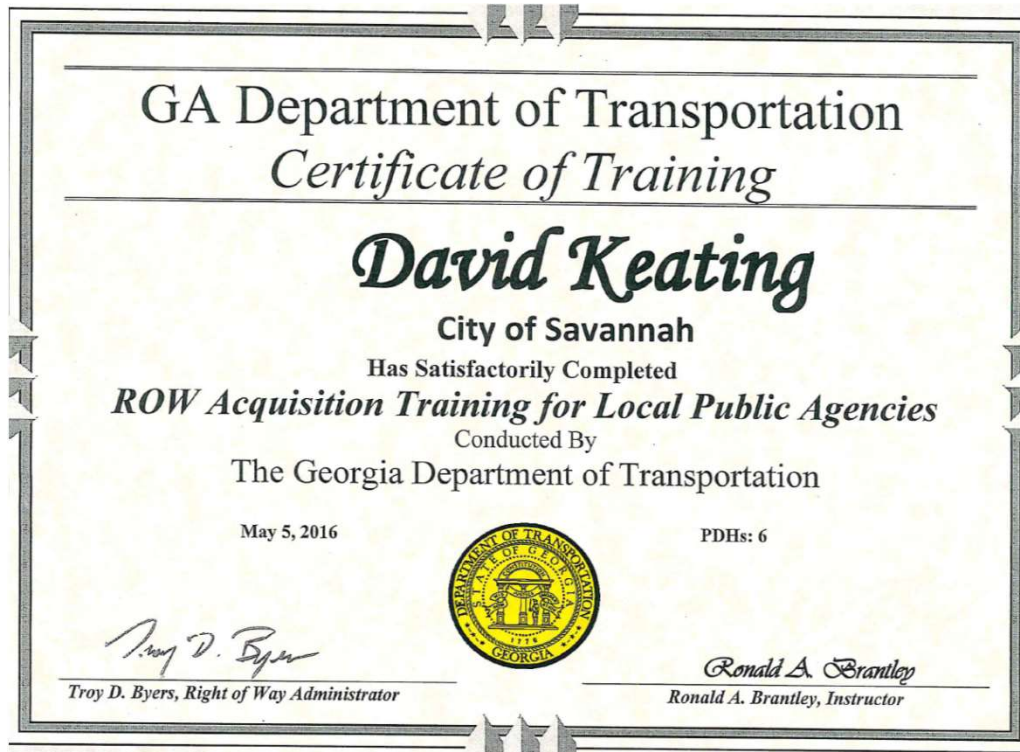 GA Department of Transportation
Certificate of Training
David Keating
City of Savannah
Has Satisfactorily Completed
ROW Acquisition Training for Local Public Agencies
Conducted By
The Georgia Department of Transportation
May 5, 2016
PDHs: 6
DEPARTMENT OF TRANSPORTATION
GEORGIA
STATE OF GEORGIA
CONSTITUTION
1776
Troy D. Byers
Troy D. Byers, Right of Way Administrator
Ronald A. Brantley
Ronald A. Brantley, Instructor